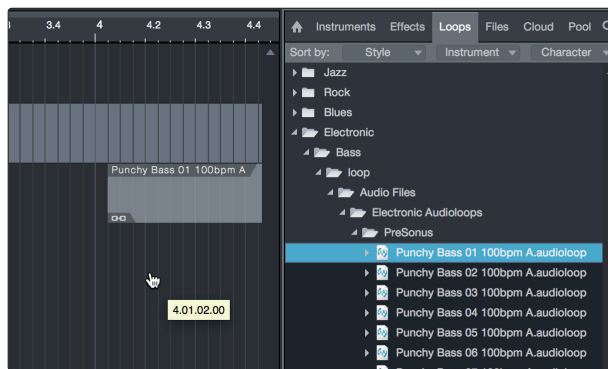 3.4 4 4.2 4.3 4.4
Punchy Bass 01 100bpm A
4.01.02.00
Instruments Effects Loops Files Cloud Pool
Sort by: Style Instrument Character
Jazz
Rock
Blues
Electronic
Bass
loop
Audio Files
Electronic Audioloops
PreSonus
Punchy Bass 01 100bpm A.audioloop
Punchy Bass 02 100bpm A.audioloop
Punchy Bass 03 100bpm A.audioloop
Punchy Bass 04 100bpm A.audioloop
Punchy Bass 05 100bpm A.audioloop
Punchy Bass 06 100bpm A.audioloop